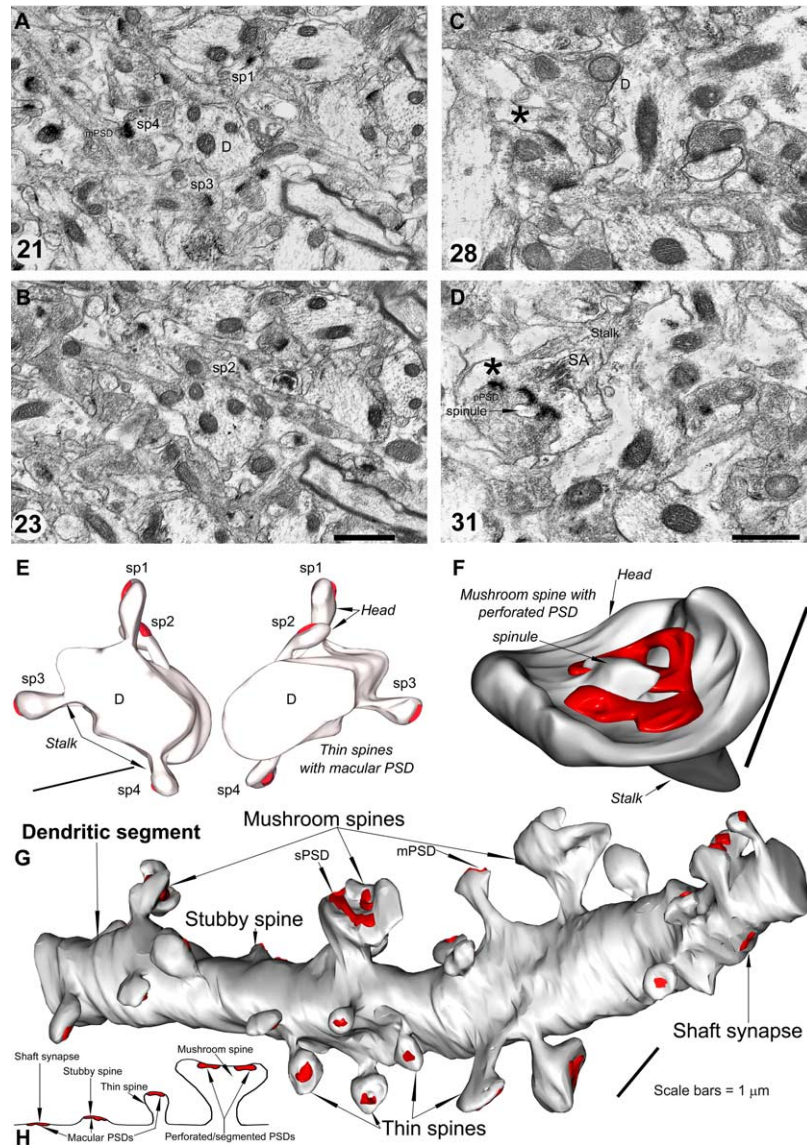 A
sp1
sp4
mPSD
D
sp3
21
C
D
*
28
B
sp2
23
D
Stalk
SA
*
pPSD
spinule
31
E
sp1
sp2
D
sp3
Stalk
sp4
sp1
Head
sp2
D
sp3
Thin spines
with macular PSD
sp4
F
Head
Mushroom spine with
perforated PSD
spinule
Stalk
G
Dendritic segment
Mushroom spines
sPSD
mPSD
Stubby spine
Shaft synapse
Thin spines
Scale bars = 1 μm
H
Shaft synapse
Stubby spine
Thin spine
Mushroom spine
Macular PSDs
Perforated/segmented PSDs